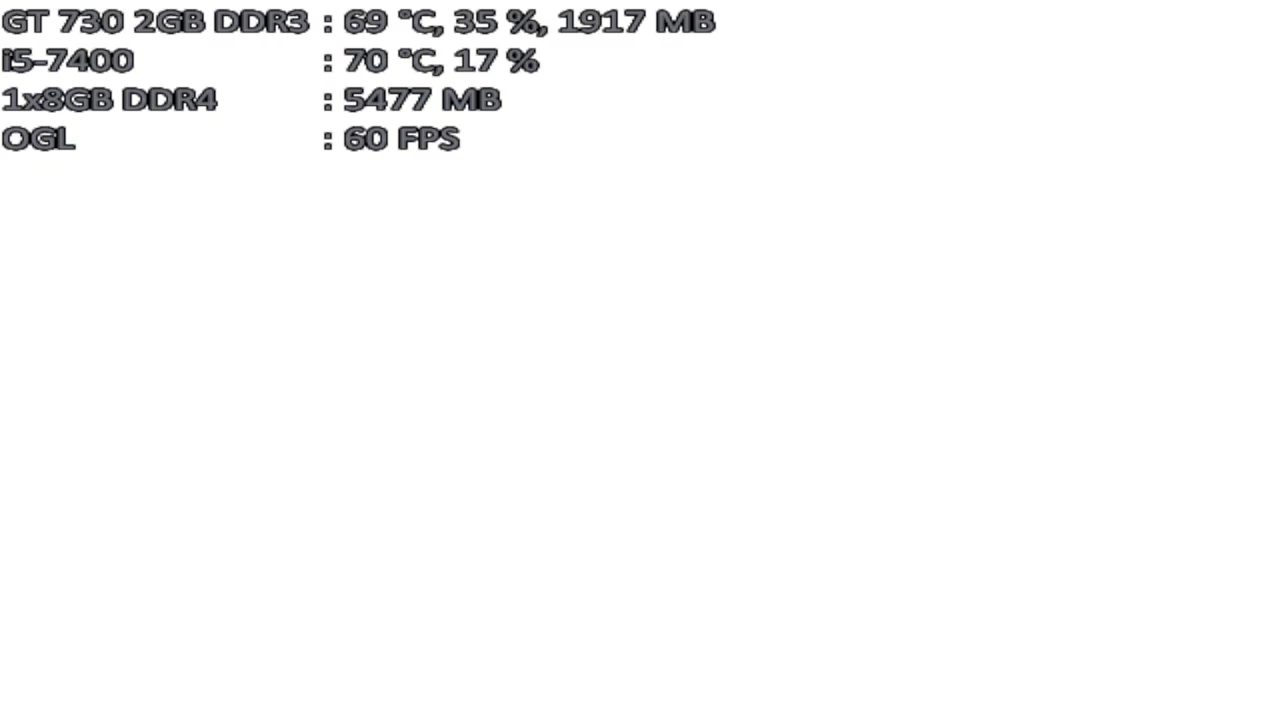 GT 730 2GB DDR3 : 69 °C, 35 %, 1917 MB
i5-7400 : 70 °C, 17 %
1x8GB DDR4 : 5477 MB
OGL : 60 FPS